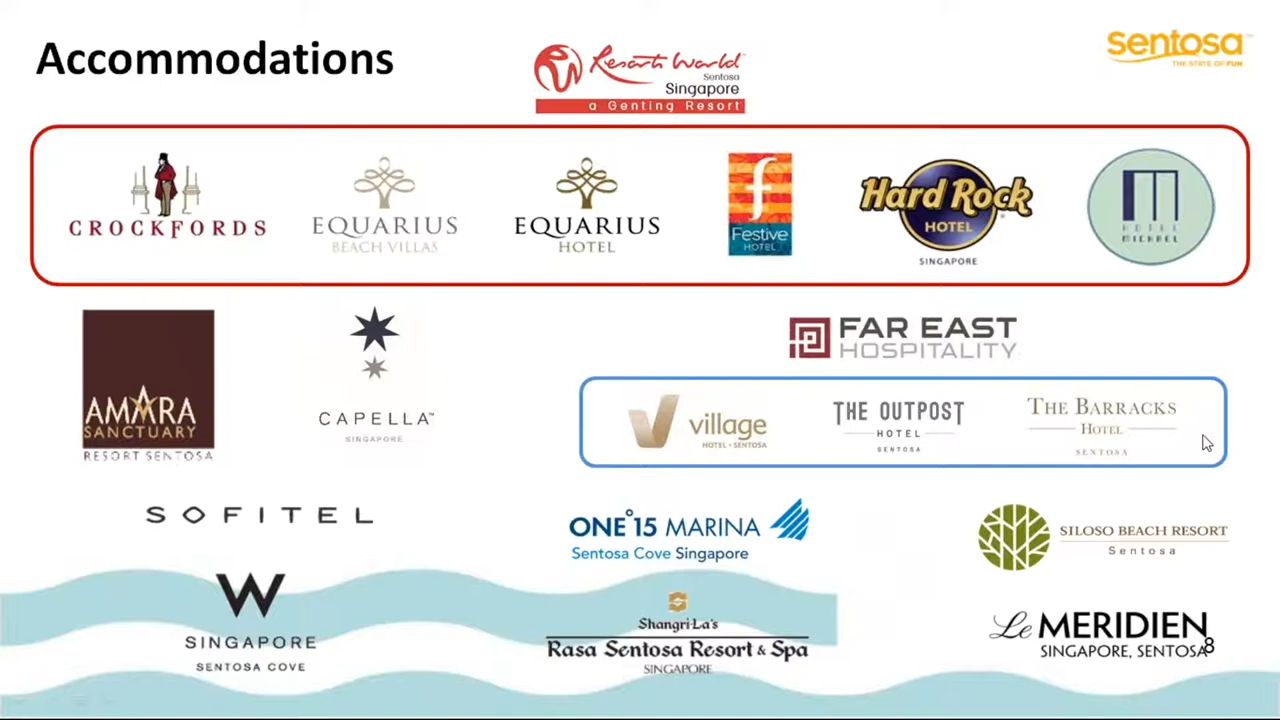 Accommodations
Resorts World
Sentosa
Singapore
a Genting Resort
sentosa
THE STATE OF FUN
CROCKFORDS
EQUARIUS
BEACH VILLAS
EQUARIUS
HOTEL
f
Festive
HOTEL
Hard Rock
HOTEL
SINGAPORE
HOTEL
MICHAEL
AMARA
SANCTUARY
RESORT SENTOSA
CAPELLA™
SINGAPORE
FAR EAST
HOSPITALITY
village
HOTEL • SENTOSA
THE OUTPOST
HOTEL
SENTOSA
THE BARRACKS
HOTEL
SENTOSA
SOFITEL
ONE°15 MARINA
Sentosa Cove Singapore
SILOSO BEACH RESORT
Sentosa
W
SINGAPORE
SENTOSA COVE
Shangri-La's
Rasa Sentosa Resort & Spa
SINGAPORE
Le MERIDIEN
SINGAPORE, SENTOSA
8